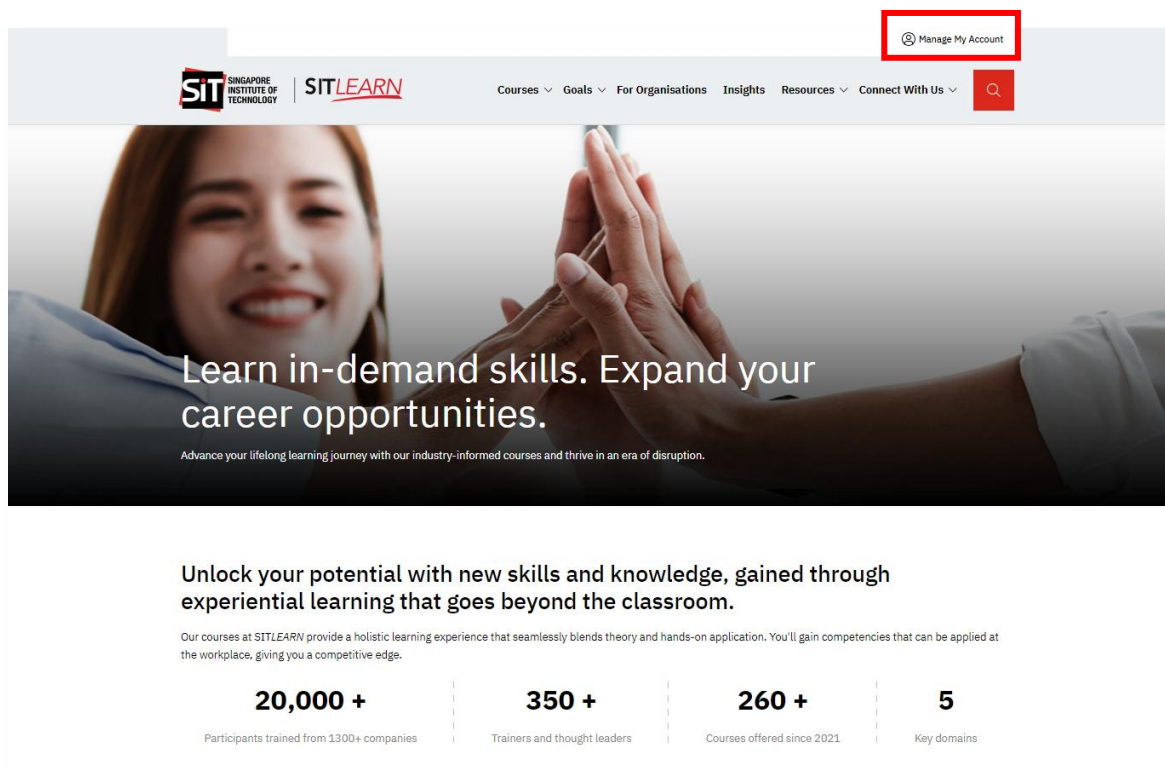 Manage My Account
SiT SINGAPORE INSTITUTE OF TECHNOLOGY
SITLEARN
Courses Goals For Organisations Insights Resources Connect With Us
Learn in-demand skills. Expand your
career opportunities.
Advance your lifelong learning journey with our industry-informed courses and thrive in an era of disruption.
Unlock your potential with new skills and knowledge, gained through
experiential learning that goes beyond the classroom.
Our courses at SITLEARN provide a holistic learning experience that seamlessly blends theory and hands-on application. You'll gain competencies that can be applied at
the workplace, giving you a competitive edge.
20,000 + 350 + 260 + 5
Participants trained from 1300+ companies Trainers and thought leaders Courses offered since 2021 Key domains